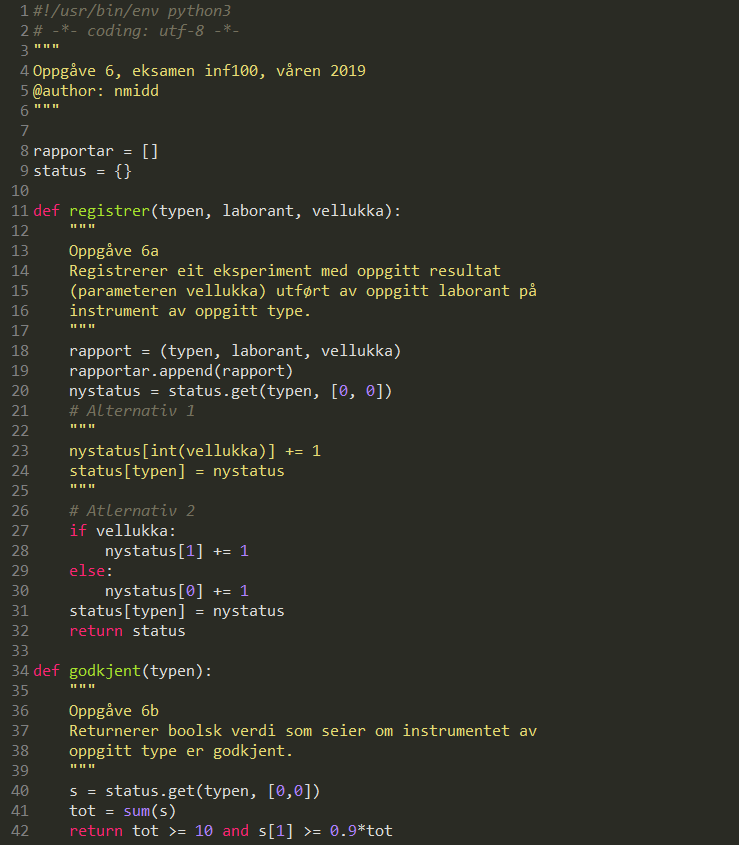 1 #!/usr/bin/env python3
2 # -*- coding: utf-8 -*-
3 """
4 Oppgåve 6, eksamen inf100, våren 2019
5 @author: nmidd
6 """
7
8 rapportar = []
9 status = {}
10
11 def registrer(typen, laborant, vellukka):
12     """
13     Oppgåve 6a
14     Registrerer eit eksperiment med oppgitt resultat
15     (parameteren vellukka) utført av oppgitt laborant på
16     instrument av oppgitt type.
17     """
18     rapport = (typen, laborant, vellukka)
19     rapportar.append(rapport)
20     nystatus = status.get(typen, [0, 0])
21     # Alternativ 1
22     """
23     nystatus[int(vellukka)] += 1
24     status[typen] = nystatus
25     """
26     # Atlernativ 2
27     if vellukka:
28         nystatus[1] += 1
29     else:
30         nystatus[0] += 1
31     status[typen] = nystatus
32     return status
33
34 def godkjent(typen):
35     """
36     Oppgåve 6b
37     Returnerer boolsk verdi som seier om instrumentet av
38     oppgitt type er godkjent.
39     """
40     s = status.get(typen, [0,0])
41     tot = sum(s)
42     return tot >= 10 and s[1] >= 0.9*tot